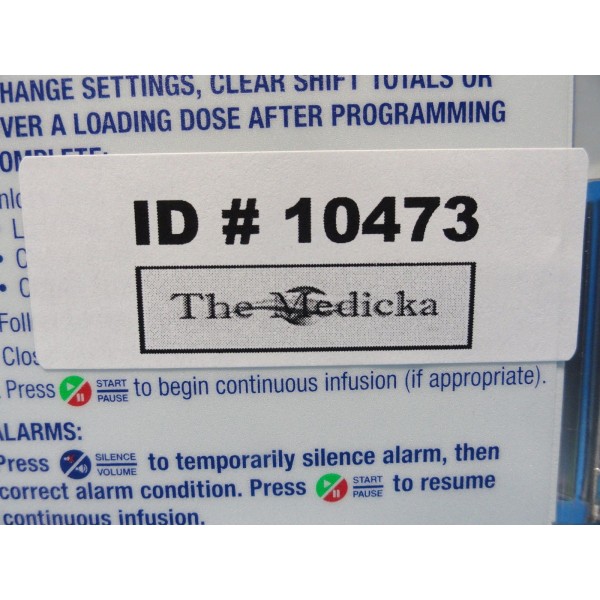 HANGE SETTINGS, CLEAR SHIFT TOTALS OR
VER A LOADING DOSE AFTER PROGRAMMING
ID # 10473
The Medicka
Foll
Clos
Press START PAUSE to begin continuous infusion (if appropriate).
ALARMS:
Press SILENCE VOLUME to temporarily silence alarm, then
correct alarm condition. Press START PAUSE to resume
continuous infusion.